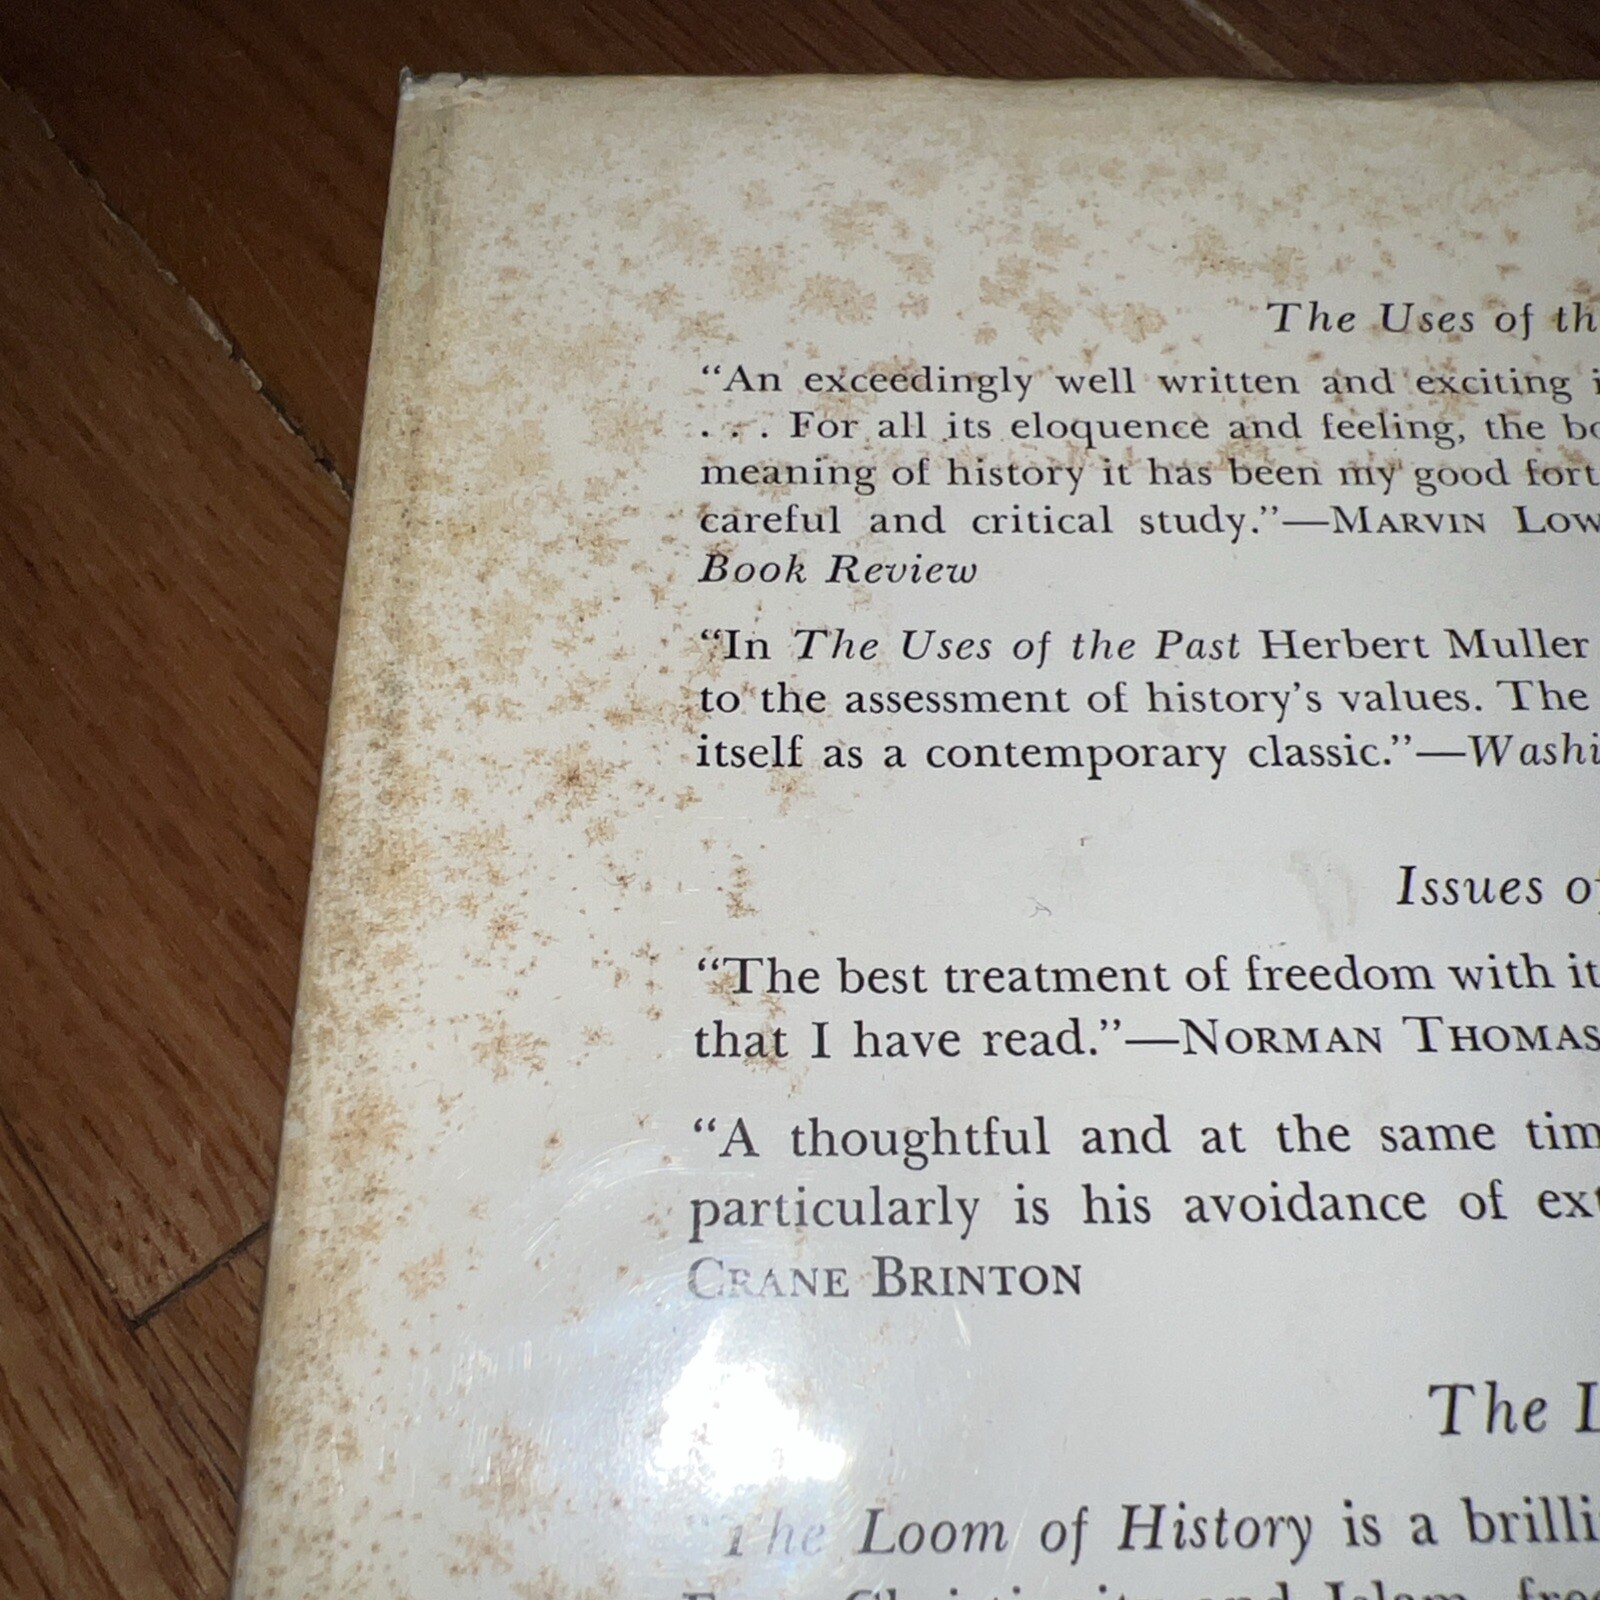 The Uses of th
“An exceedingly well written and exciting i
. . . For all its eloquence and feeling, the bo
meaning of history it has been my good fort
careful and critical study.”—MARVIN LOW
Book Review
“In The Uses of the Past Herbert Muller
to the assessment of history’s values. The
itself as a contemporary classic.”—Washi
Issues of
“The best treatment of freedom with it
that I have read.”—NORMAN THOMAS
“A thoughtful and at the same tim
particularly is his avoidance of ext
CRANE BRINTON
The L
“The Loom of History is a brilli
Christianity and Islam, free